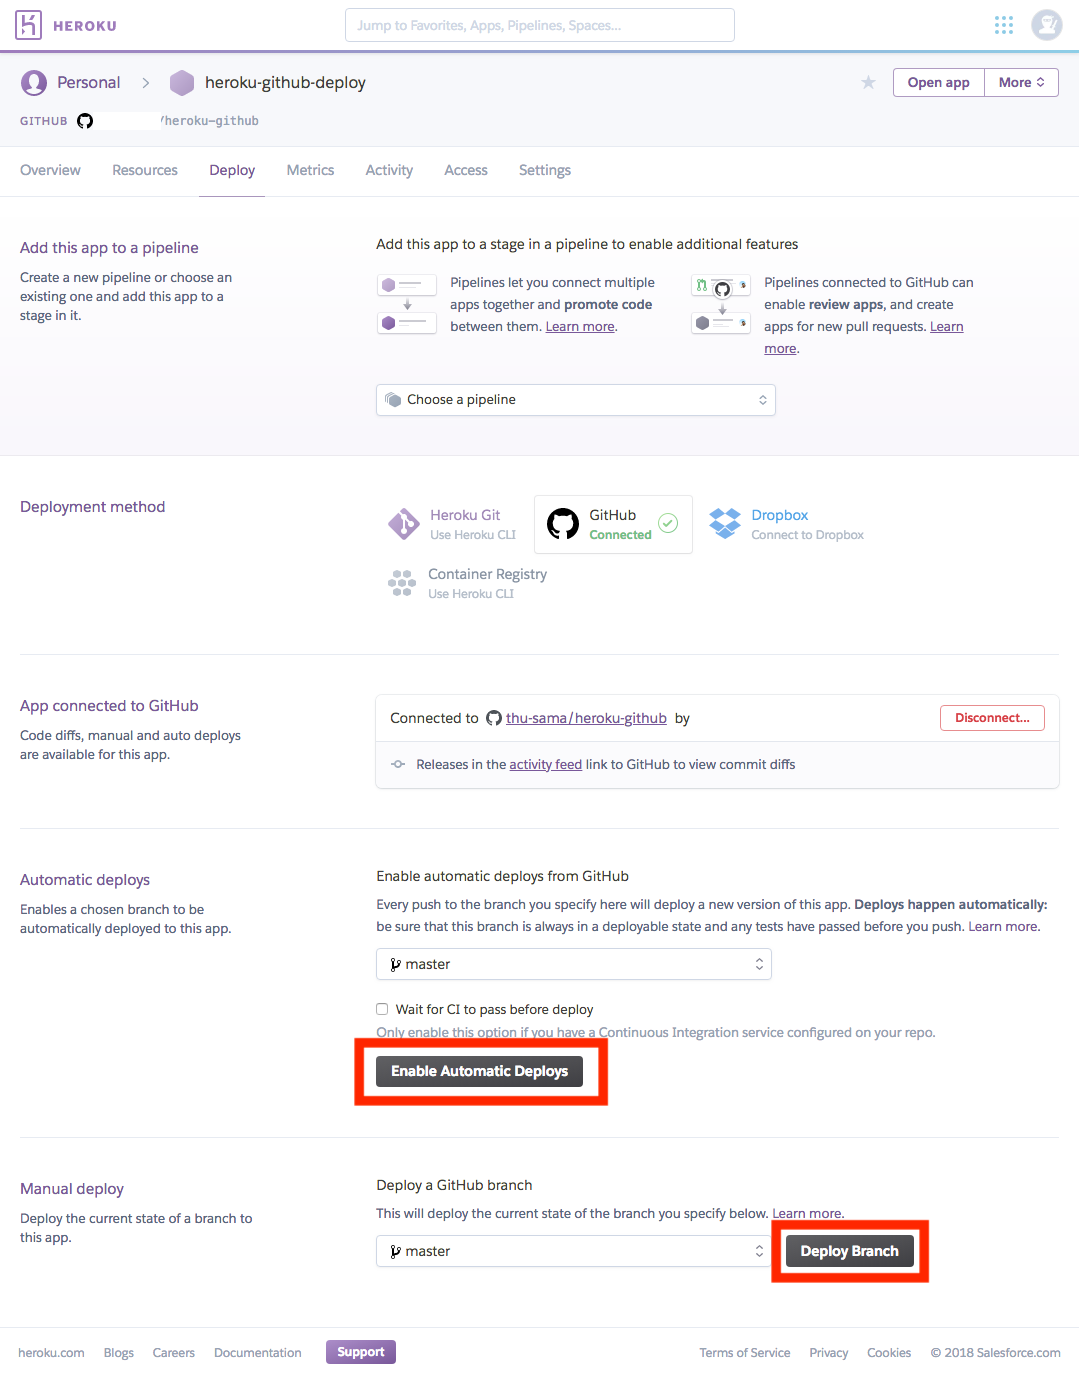 HEROKU
Jump to Favorites, Apps, Pipelines, Spaces...
Personal
heroku-github-deploy
Open app
More
GITHUB
/heroku-github
Overview
Resources
Deploy
Metrics
Activity
Access
Settings
Add this app to a pipeline
Create a new pipeline or choose an
existing one and add this app to a
stage in it.
Add this app to a stage in a pipeline to enable additional features
Pipelines let you connect multiple
apps together and promote code
between them. Learn more.
Pipelines connected to GitHub can
enable review apps, and create
apps for new pull requests. Learn
more.
Choose a pipeline
Deployment method
Heroku Git
Use Heroku CLI
GitHub
Connected
Dropbox
Connect to Dropbox
Container Registry
Use Heroku CLI
App connected to GitHub
Code diffs, manual and auto deploys
are available for this app.
Connected to thu-sama/heroku-github by
Disconnect...
Releases in the activity feed link to GitHub to view commit diffs
Automatic deploys
Enables a chosen branch to be
automatically deployed to this app.
Enable automatic deploys from GitHub
Every push to the branch you specify here will deploy a new version of this app. Deploys happen automatically:
be sure that this branch is always in a deployable state and any tests have passed before you push. Learn more.
master
Wait for CI to pass before deploy
Only enable this option if you have a Continuous Integration service configured on your repo.
Enable Automatic Deploys
Manual deploy
Deploy the current state of a branch to
this app.
Deploy a GitHub branch
This will deploy the current state of the branch you specify below. Learn more.
master
Deploy Branch
heroku.com
Blogs
Careers
Documentation
Support
Terms of Service
Privacy
Cookies
© 2018 Salesforce.com